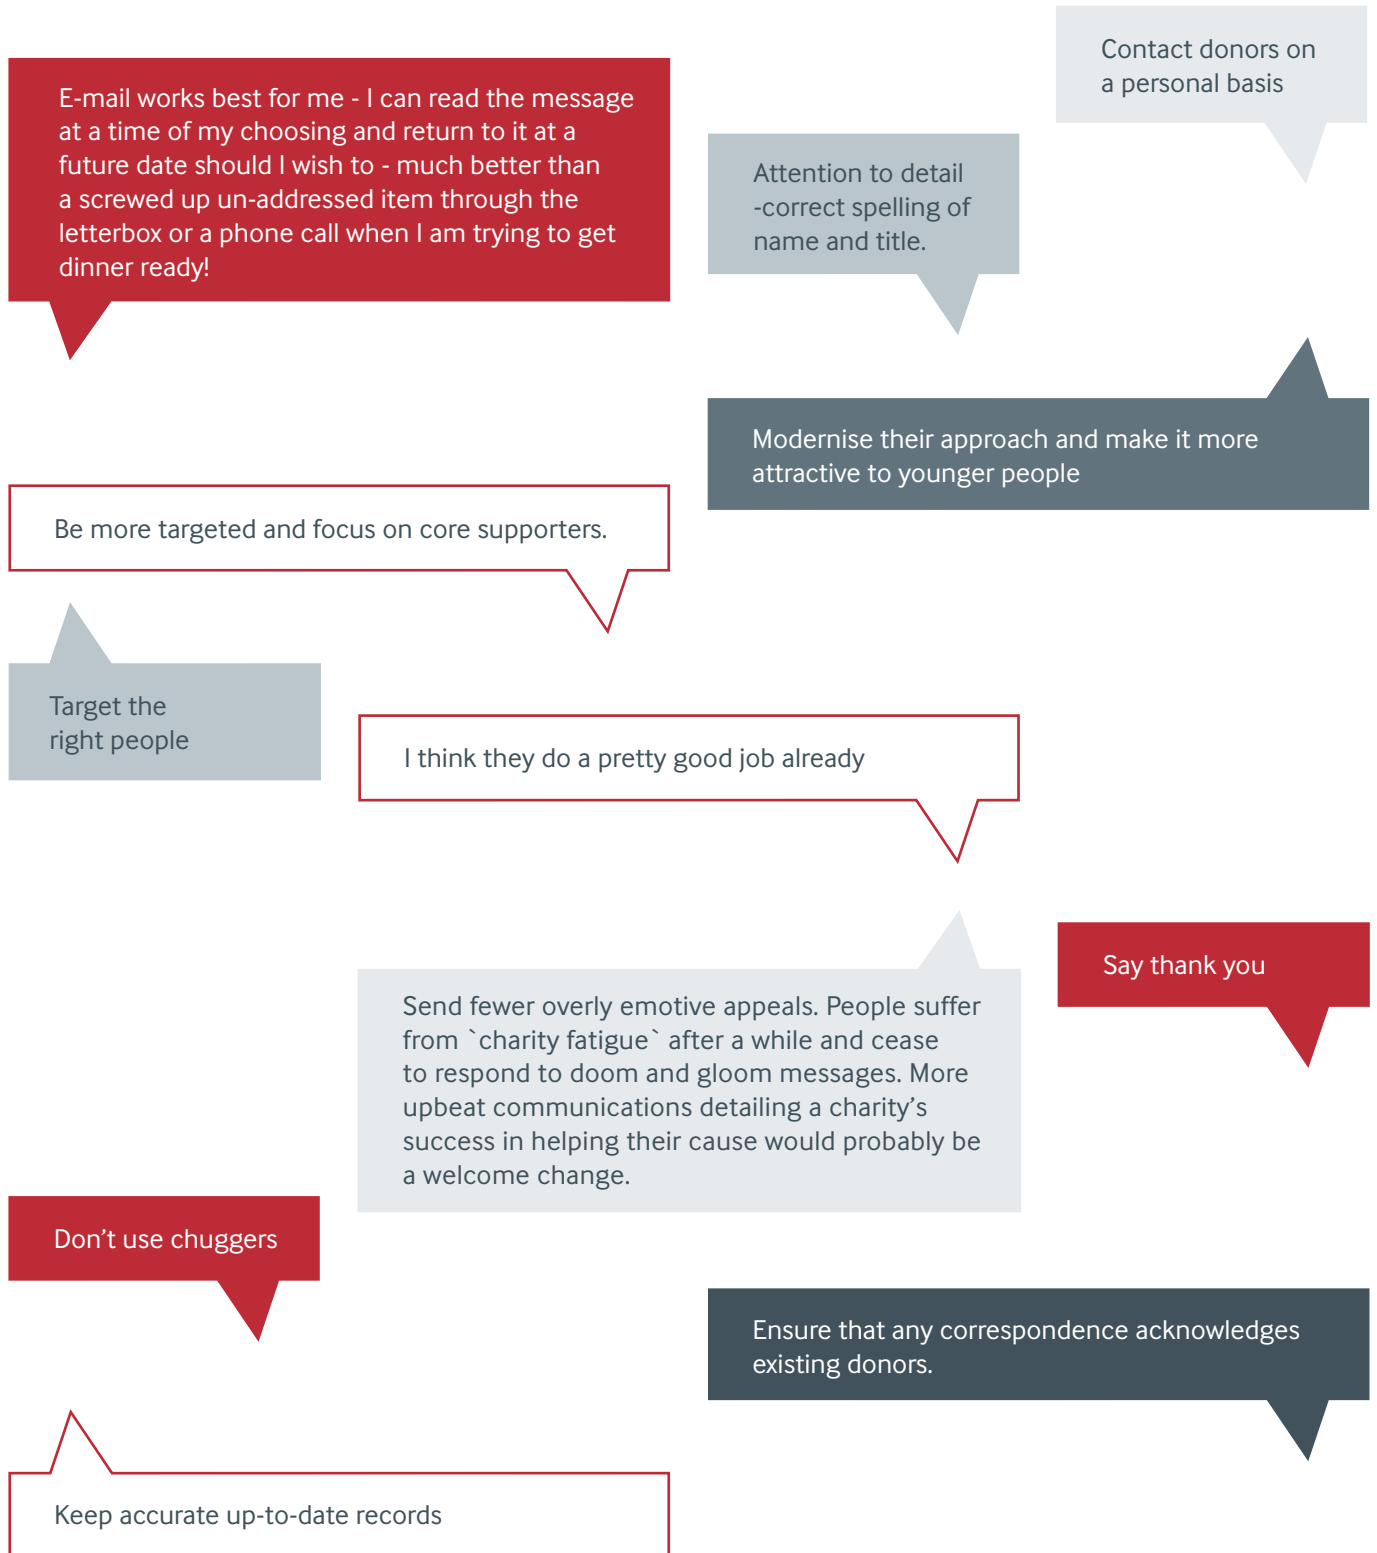 Contact donors on
a personal basis
E-mail works best for me - I can read the message
at a time of my choosing and return to it at a
future date should I wish to - much better than
a screwed up un-addressed item through the
letterbox or a phone call when I am trying to get
dinner ready!
Attention to detail
-correct spelling of
name and title.
Modernise their approach and make it more
attractive to younger people
Be more targeted and focus on core supporters.
Target the
right people
I think they do a pretty good job already
Say thank you
Send fewer overly emotive appeals. People suffer
from `charity fatigue` after a while and cease
to respond to doom and gloom messages. More
upbeat communications detailing a charity’s
success in helping their cause would probably be
a welcome change.
Don’t use chuggers
Ensure that any correspondence acknowledges
existing donors.
Keep accurate up-to-date records